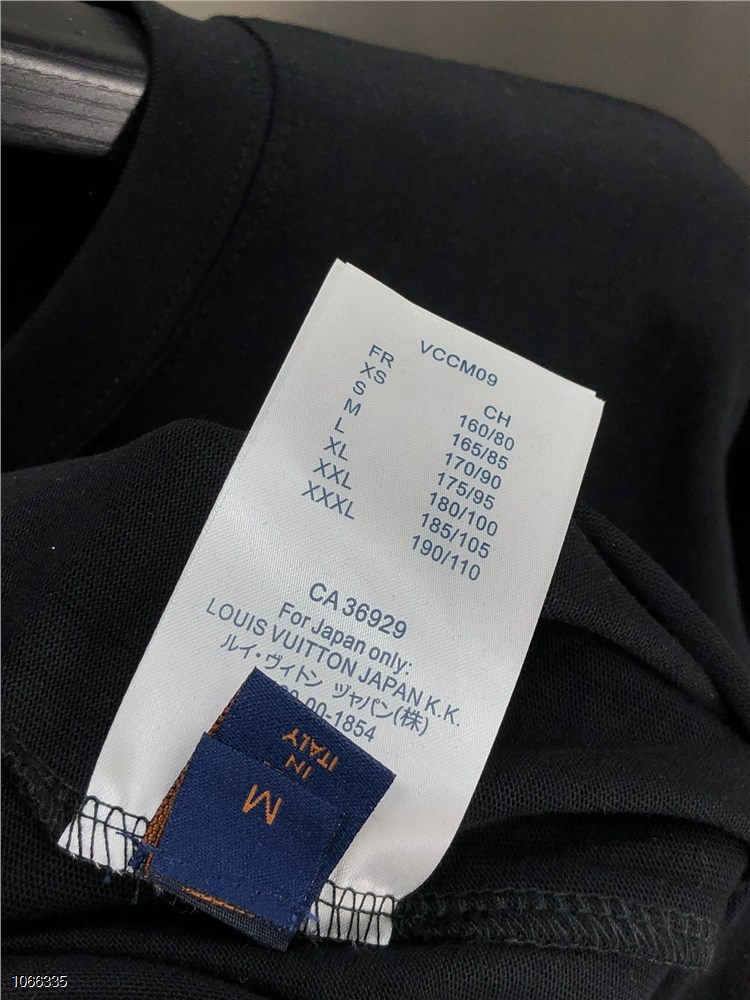 VCCM09
FR CH
XS 160/80
S 165/85
M 170/90
L 175/95
XL 180/100
XXL 185/105
XXXL 190/110
CA 36929
For Japan only:
LOUIS VUITTON JAPAN K.K.
ルイ・ヴィトン ジャパン(株)
00-1854
IN
ITALY
M
1066335